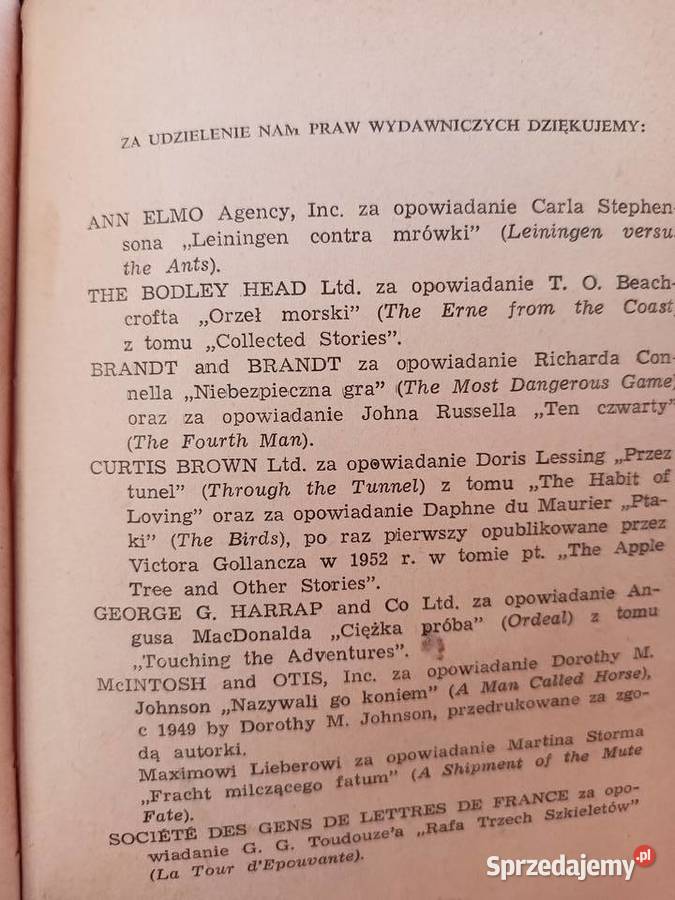 ZA UDZIELENIE NAM PRAW WYDAWNICZYCH DZIĘKUJEMY:
ANN ELMO Agency, Inc. za opowiadanie Carla Stephen-
sona „Leiningen contra mrówki” (Leiningen versu
the Ants).
THE BODLEY HEAD Ltd. za opowiadanie T. O. Beach-
crofta „Orzeł morski” (The Erne from the Coast
z tomu „Collected Stories”.
BRANDT and BRANDT za opowiadanie Richarda Con-
nella „Niebezpieczna gra” (The Most Dangerous Game)
oraz za opowiadanie Johna Russella „Ten czwarty”
(The Fourth Man).
CURTIS BROWN Ltd. za opowiadanie Doris Lessing „Przez
tunel” (Through the Tunnel) z tomu „The Habit of
Loving” oraz za opowiadanie Daphne du Maurier „Pta-
ki” (The Birds), po raz pierwszy opublikowane przez
Victora Gollancza w 1952 r. w tomie pt. „The Apple
Tree and Other Stories”.
GEORGE G. HARRAP and Co Ltd. za opowiadanie An-
gusa MacDonalda „Ciężka próba” (Ordeal) z tomu
„Touching the Adventures”.
McINTOSH and OTIS, Inc. za opowiadanie Dorothy M.
Johnson „Nazywali go koniem” (A Man Called Horse),
c 1949 by Dorothy M. Johnson, przedrukowane za zgo-
dą autorki.
Maximowi Lieberowi za opowiadanie Martina Storma
„Fracht milczącego fatum” (A Shipment of the Mute
Fate).
SOCIÉTÉ DES GENS DE LETTRES DE FRANCE za opo-
wiadanie G. G. Toudouze'a „Rafa Trzech Szkieletów”
(La Tour d'Epouvante).
Sprzedajemy.pl